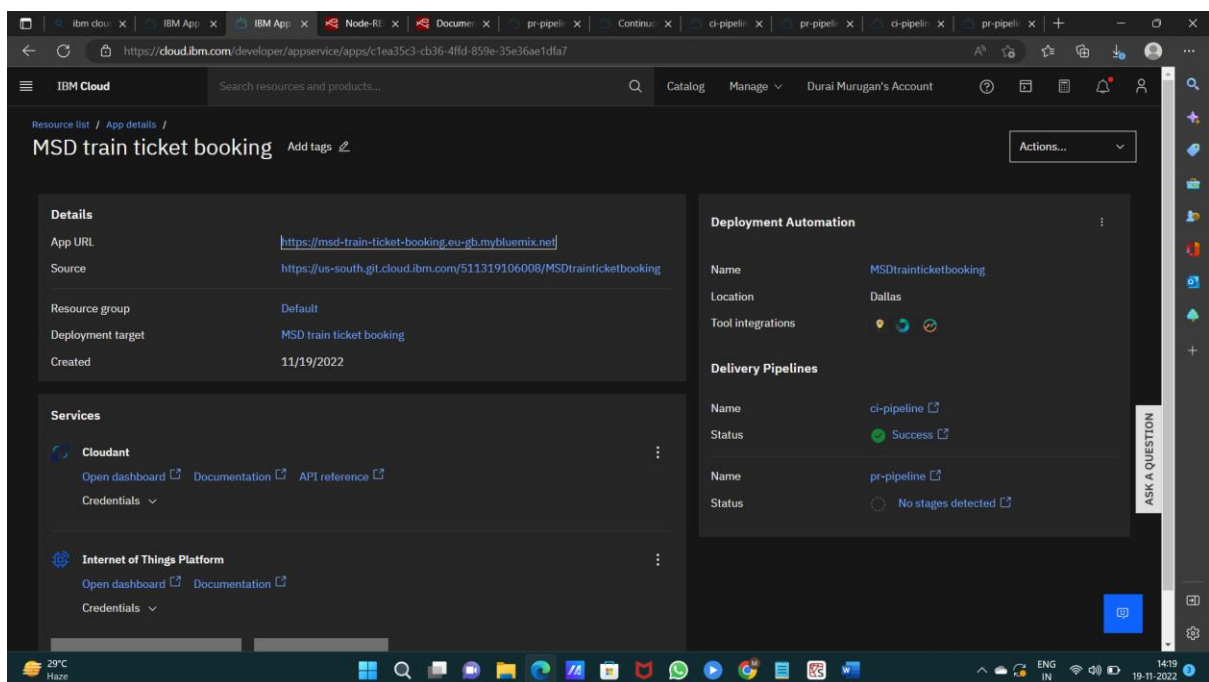 ibm clou
IBM App
IBM App
Node-RE
Documen
pr-pipelin
Continuo
ci-pipelin
pr-pipelin
ci-pipelin
pr-pipelin
https://cloud.ibm.com/developer/appservice/apps/c1ea35c3-cb36-4ffd-859e-35e36ae1dfa7
IBM Cloud
Search resources and products...
Catalog
Manage
Durai Murugan's Account
Resource list / App details /
MSD train ticket booking
Add tags
Actions...
Details
App URL
https://msd-train-ticket-booking.eu-gb.mybluemix.net
Source
https://us-south.git.cloud.ibm.com/511319106008/MSDtrainticketbooking
Resource group
Default
Deployment target
MSD train ticket booking
Created
11/19/2022
Services
Cloudant
Open dashboard
Documentation
API reference
Credentials
Internet of Things Platform
Open dashboard
Documentation
Credentials
Deployment Automation
Name
MSDtrainticketbooking
Location
Dallas
Tool integrations
Delivery Pipelines
Name
ci-pipeline
Status
Success
Name
pr-pipeline
Status
No stages detected
ASK A QUESTION
29°C
Haze
ENG
IN
14:19
19-11-2022
3